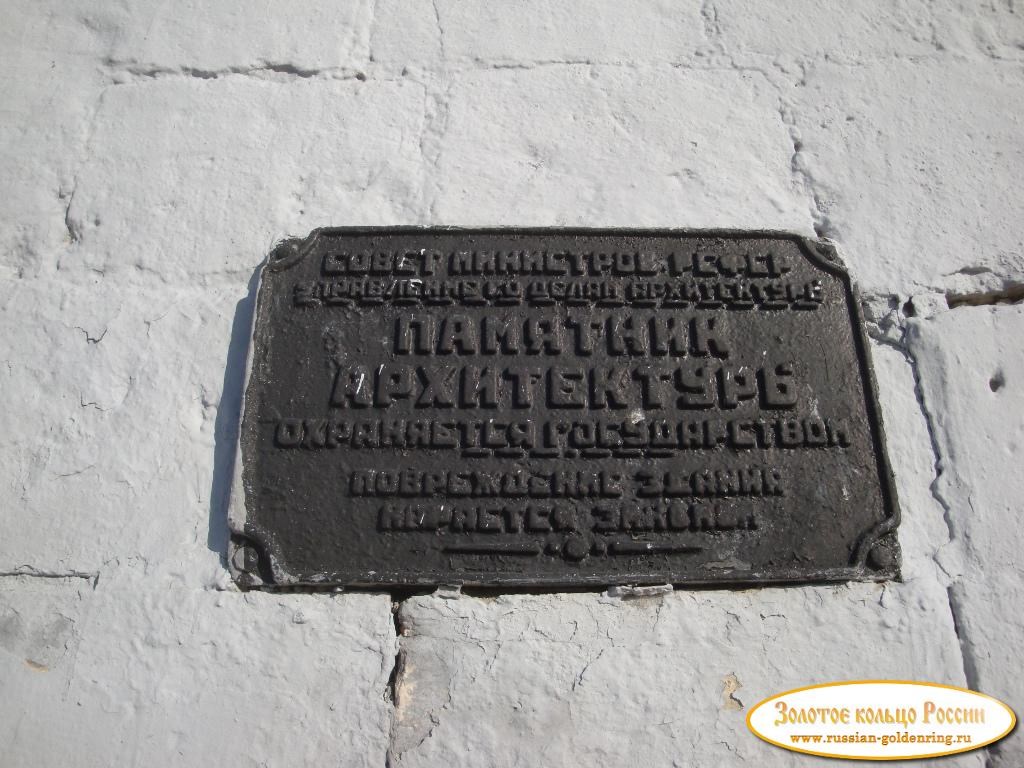 СОВЕТ МИНИСТРОВ РСФСР
УПРАВЛЕНИЕ ПО ДЕЛАМ АРХИТЕКТУРЫ
ПАМЯТНИК
АРХИТЕКТУРЫ
ОХРАНЯЕТСЯ ГОСУДАРСТВОМ
ПОВРЕЖДЕНИЕ ЗДАНИЯ
КАРАЕТСЯ ЗАКОНОМ
Золотое кольцо России
www.russian-goldenring.ru